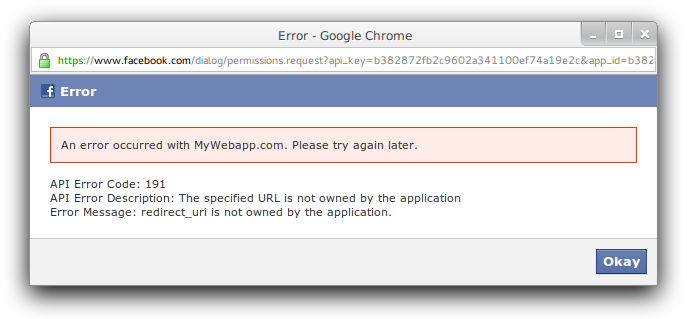 Error - Google Chrome
https://www.facebook.com/dialog/permissions.request?api_key=b382872fb2c9602a341100ef74a19e2c&app_id=b382
f Error
An error occurred with MyWebapp.com. Please try again later.
API Error Code: 191
API Error Description: The specified URL is not owned by the application
Error Message: redirect_uri is not owned by the application.
Okay